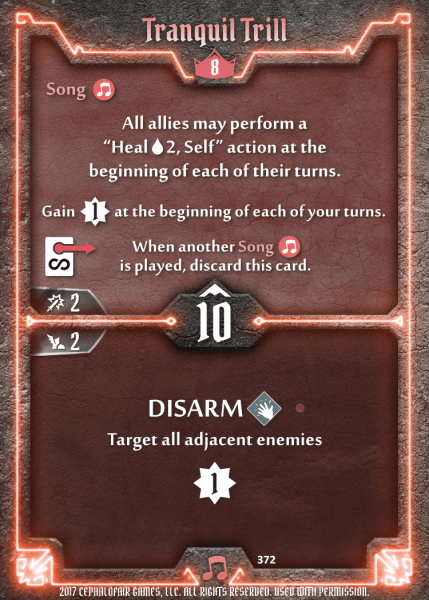 Tranquil Trill
8
Song
All allies may perform a
“Heal 2, Self” action at the
beginning of each of their turns.
Gain 1 at the beginning of each of your turns.
S
When another Song
is played, discard this card.
2
10
2
DISARM
Target all adjacent enemies
1
372
2017 CEPHALOFAIR GAMES, LLC. ALL RIGHTS RESERVED. USED WITH PERMISSION.